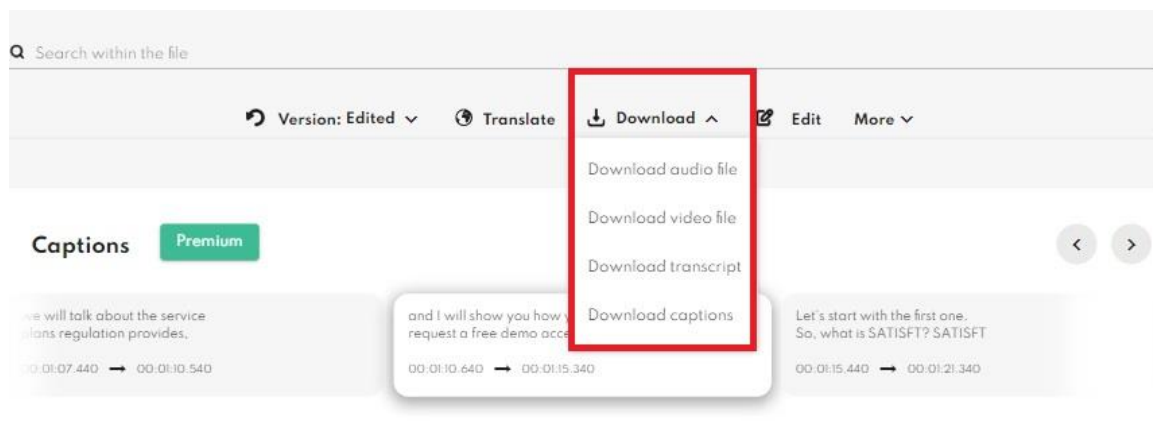 Search within the file
Version: Edited
Translate
Download
Edit
More
Download audio file
Download video file
Download transcript
Download captions
Captions
Premium
will talk about the service
regulation provides,
00:01:07.440 → 00:01:10.540
and I will show you how
request a free demo
00:01:10.640 → 00:01:15.340
Let's start with the first one.
So, what is SATISFT? SATISFT
00:01:15.440 → 00:01:21.340